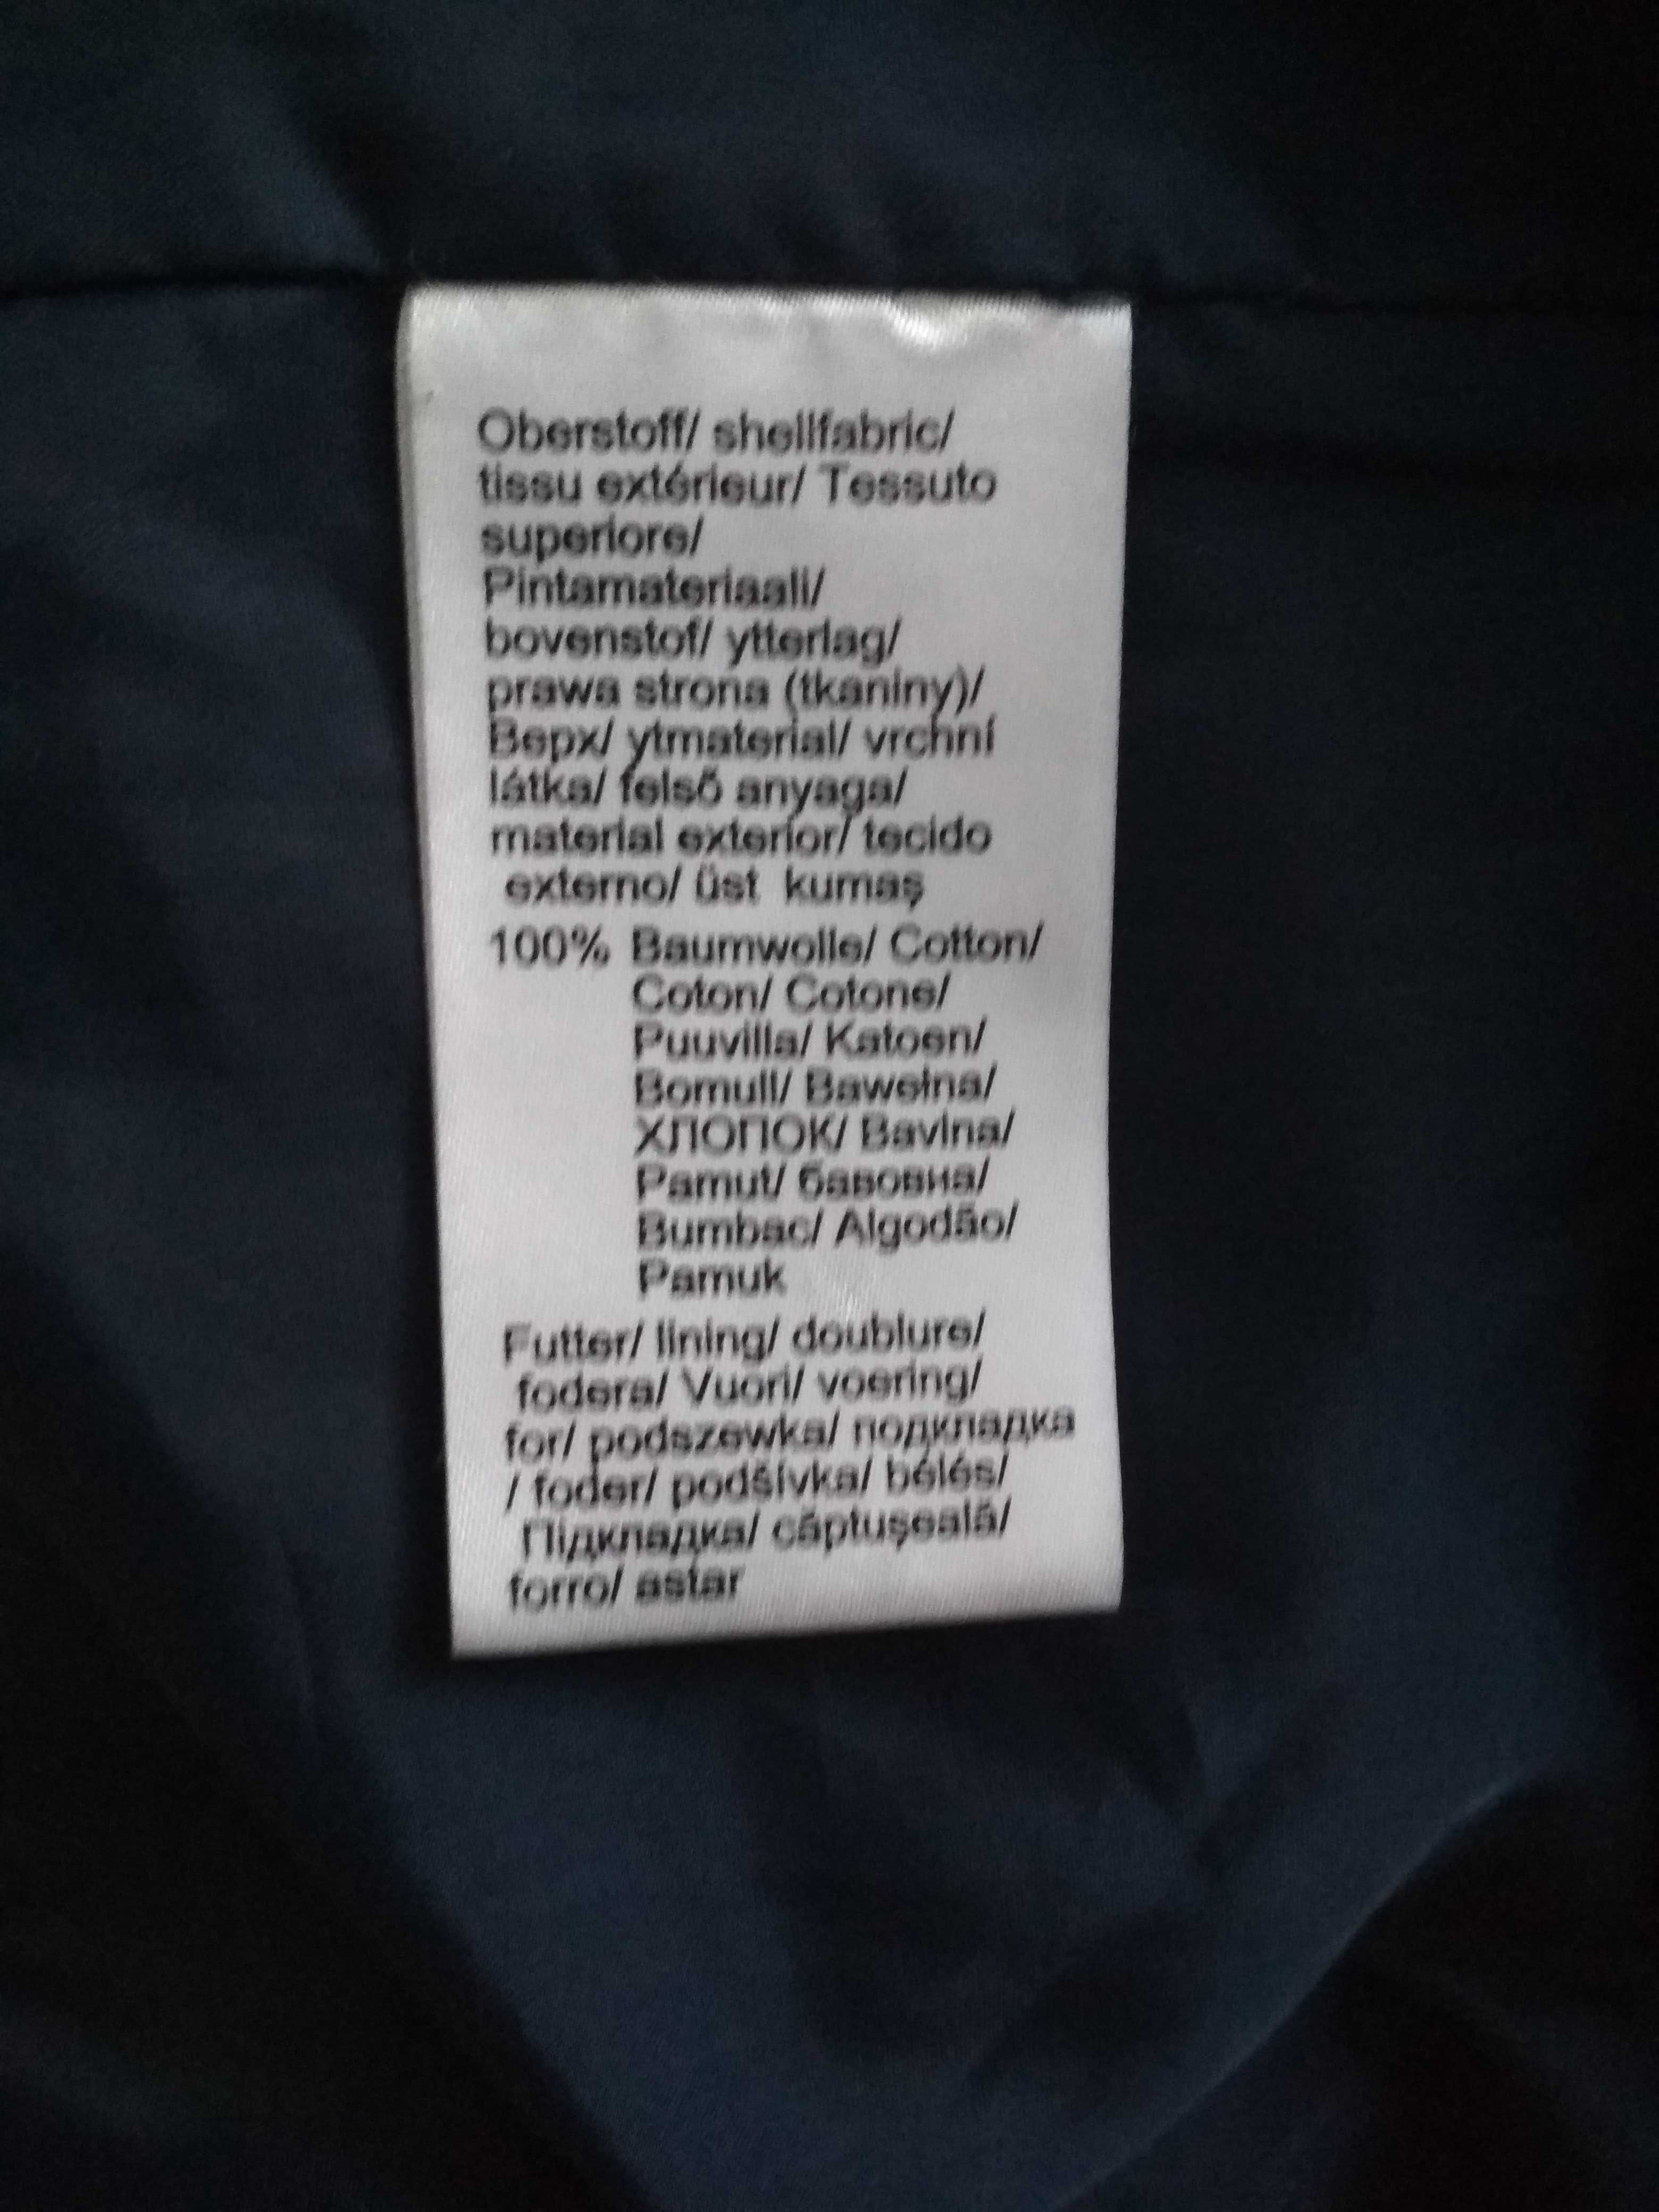 Oberstoff/ shellfabric/
tissu extérieur/ Tessuto
superiore/
Pintamateriaali/
bovenstof/ ytterlag/
prawa strona (tkaniny)/
Верх/ ytmaterial/ vrchní
látka/ felső anyaga/
material exterior/ tecido
externo/ üst kumaş
100% Baumwolle/ Cotton/
Coton/ Cotone/
Puuvilla/ Katoen/
Bomull/ Bawełna/
ХЛОПОК/ Bavlna/
Pamut/ бавовна/
Bumbac/ Algodão/
Pamuk
Futter/ lining/ doublure/
fodera/ Vuori/ voering/
for/ podszewka/ подкладка
/ foder/ podšívka/ bélés/
Підкладка/ căptuşeală/
forro/ astar